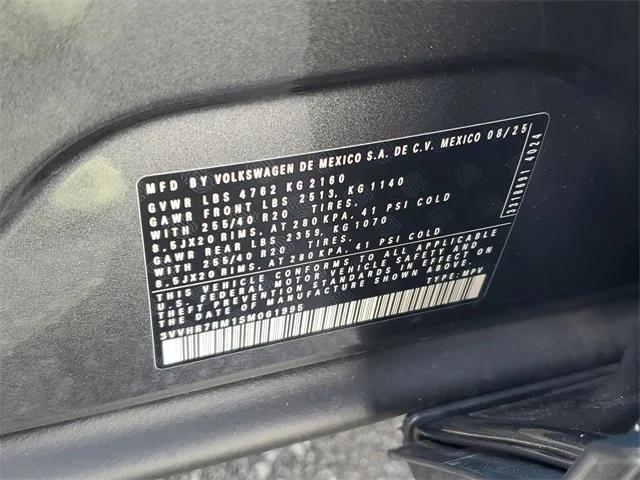 MFD BY VOLKSWAGEN DE MEXICO S.A. DE C.V. MEXICO 08/25
GVWR LBS 4762 KG 2160
GAWR FRONT LBS 2513, KG 1140
WITH 255/40 R20 TIRES,
8.5JX20 RIMS, AT 280 KPA, 41 PSI COLD
GAWR REAR LBS 2359, KG 1070
WITH 255/40 R20 TIRES,
8.5JX20 RIMS, AT 280 KPA, 41 PSI COLD
THIS VEHICLE CONFORMS TO ALL APPLICABLE
U.S. FEDERAL MOTOR VEHICLE SAFETY AND
THEFT PREVENTION STANDARDS IN EFFECT ON
THE DATE OF MANUFACTURE SHOWN ABOVE.
3VVHR7RM1SM061995 TYPE: MPV
4024